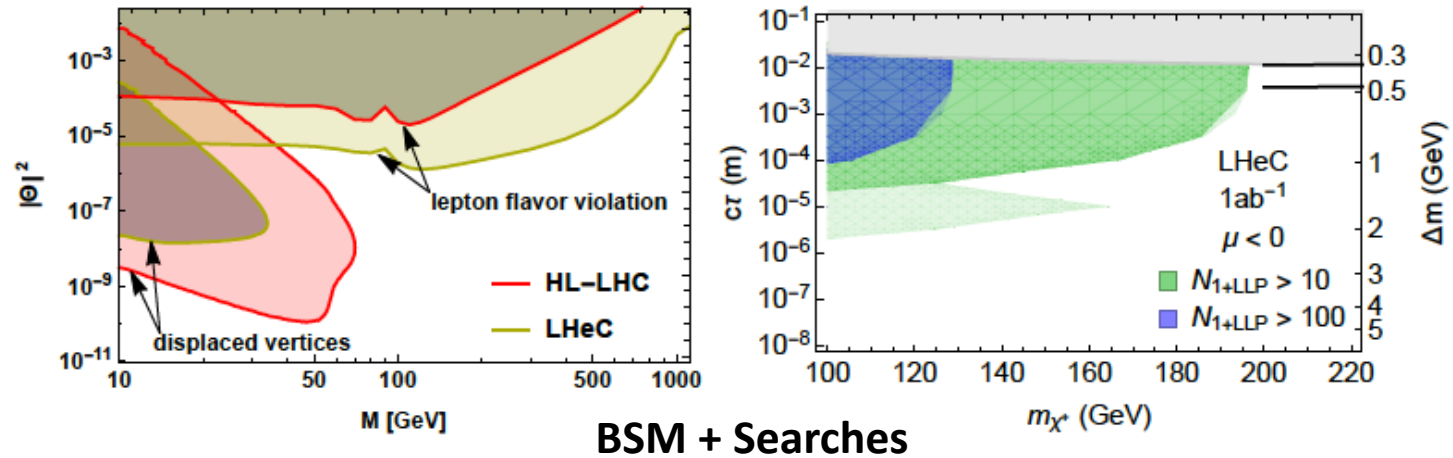 10⁻³
10⁻⁵
10⁻⁷
10⁻⁹
10⁻¹¹
|Θ|²
10 50 100 500 1000
M [GeV]
lepton flavor violation
displaced vertices
HL–LHC
LHeC
10⁻¹
10⁻²
10⁻³
10⁻⁴
10⁻⁵
10⁻⁶
10⁻⁷
10⁻⁸
cτ (m)
100 120 140 160 180 200 220
m_χ⁺ (GeV)
0.3
0.5
1
2
3
4
5
Δm (GeV)
LHeC
1ab⁻¹
μ < 0
N₁₊LLP > 10
N₁₊LLP > 100
BSM + Searches